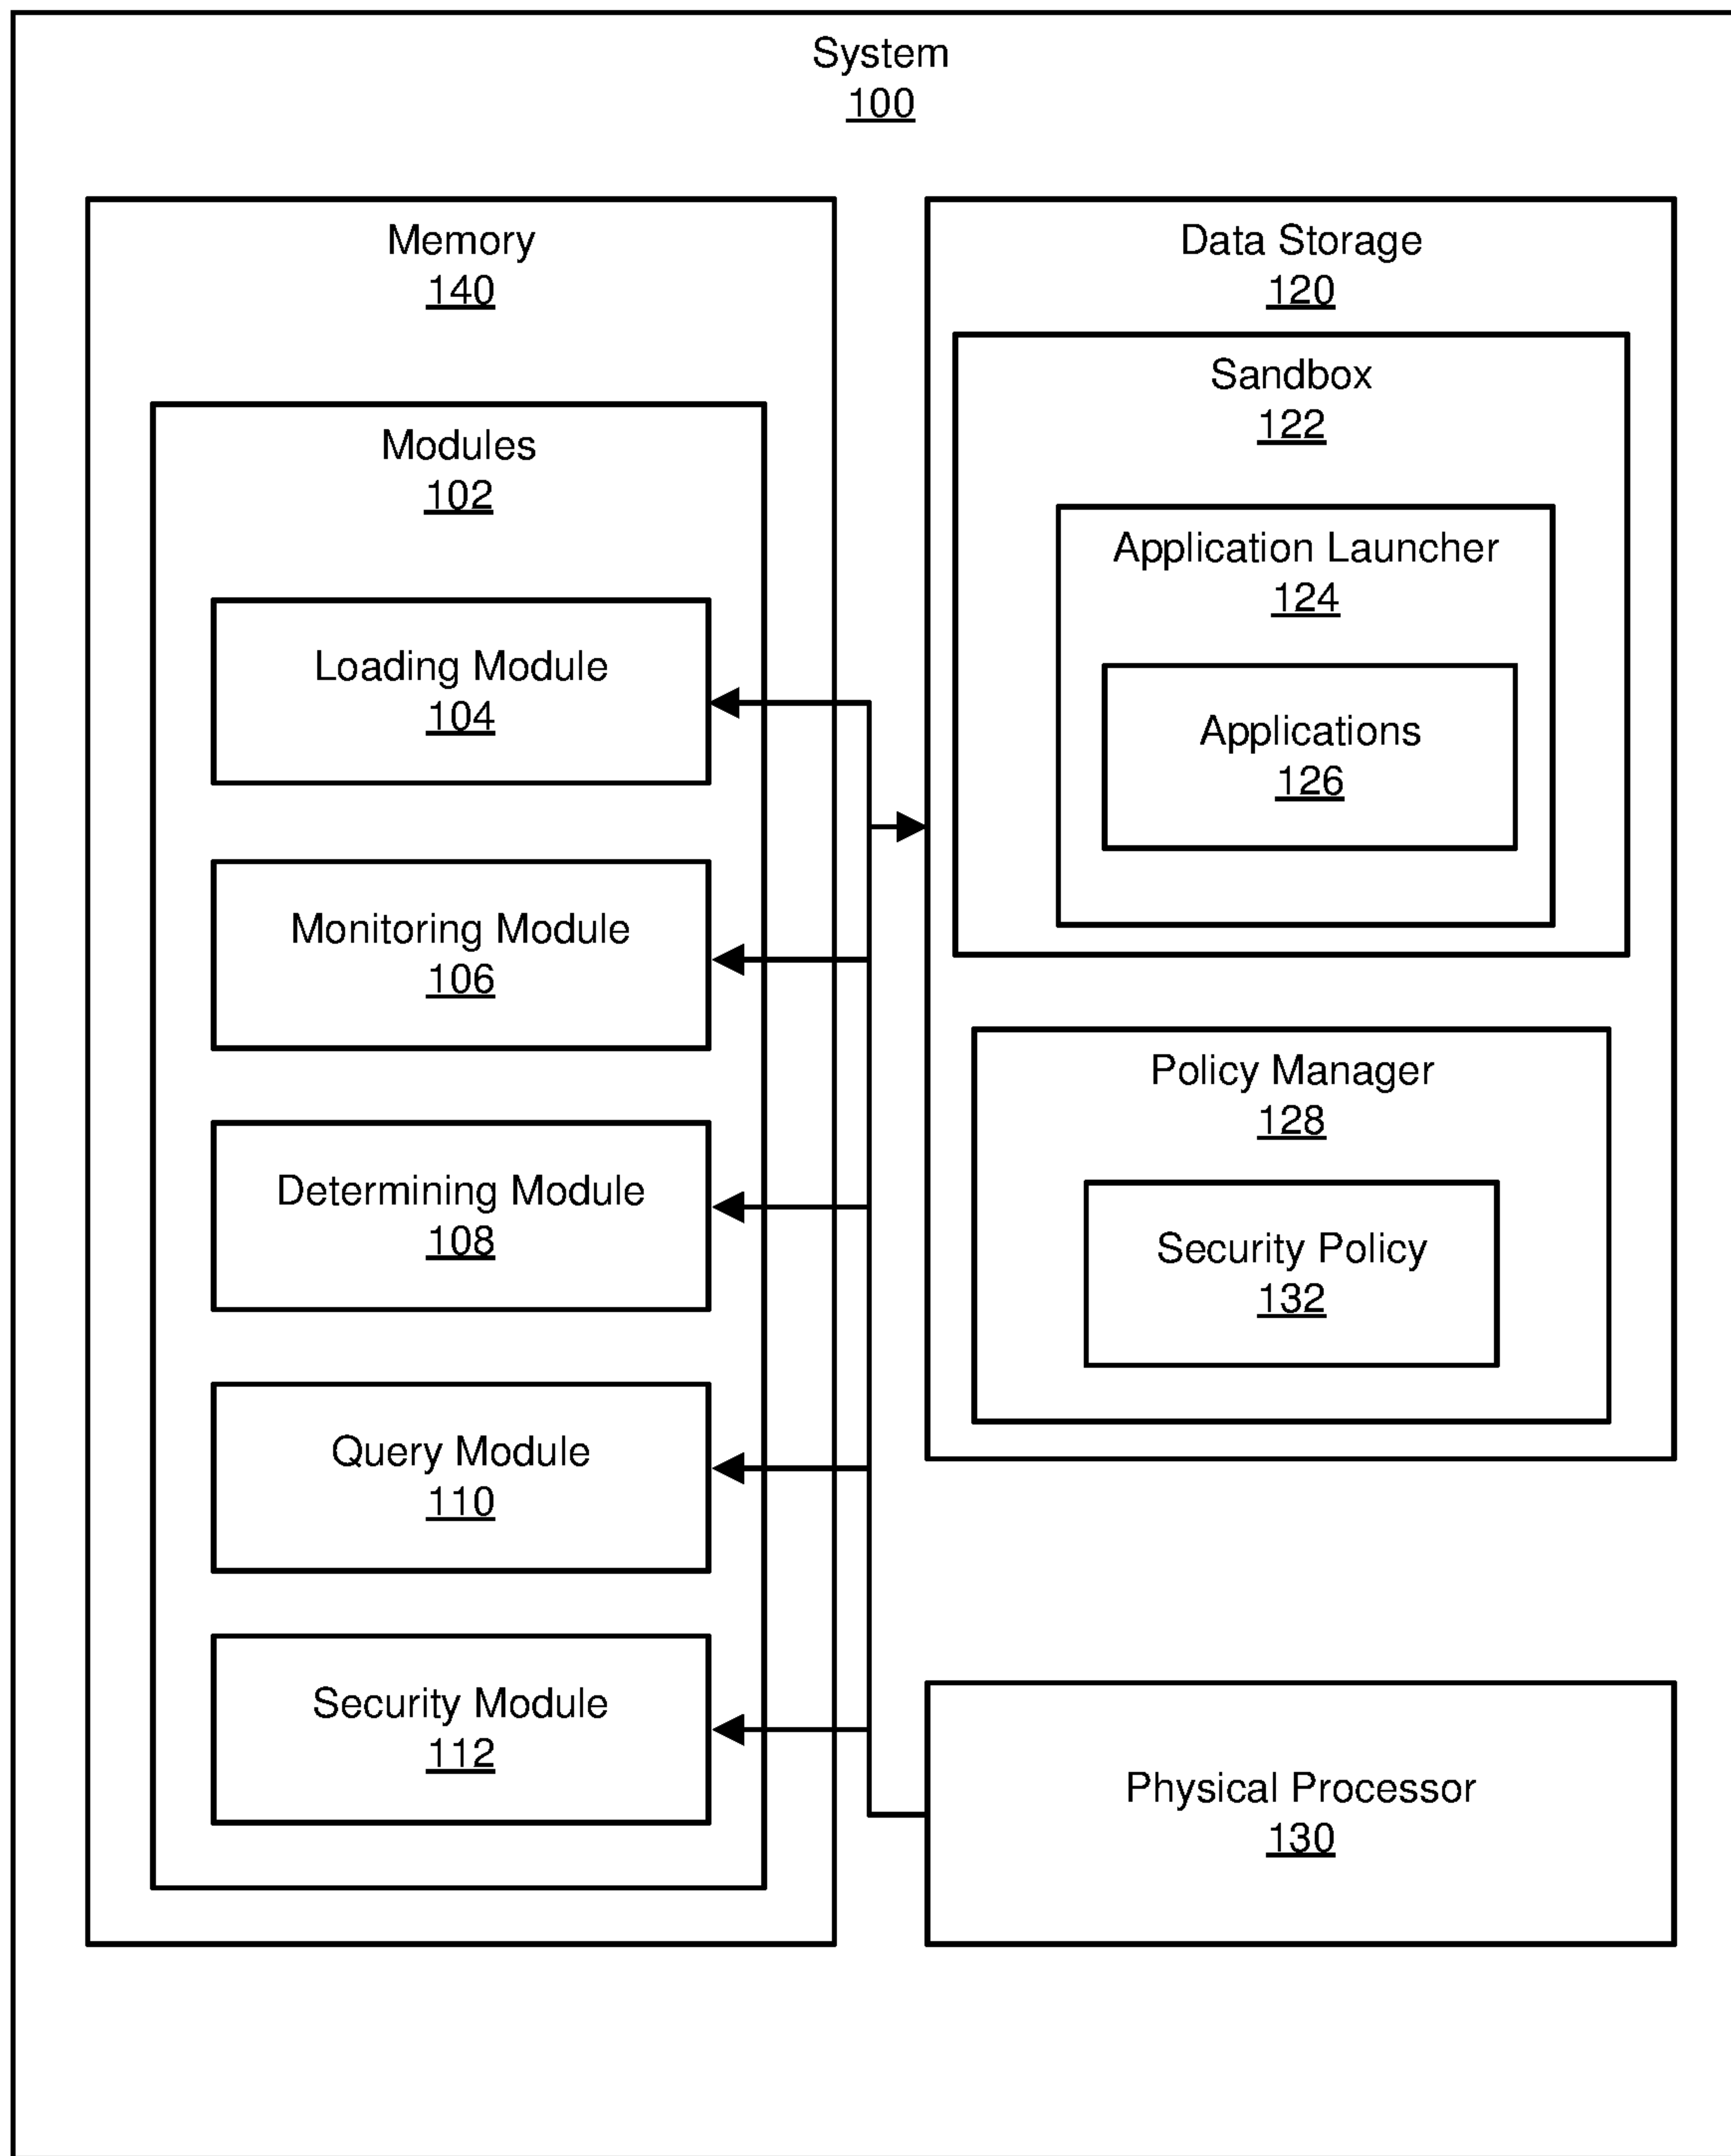 System
100
Memory
140
Modules
102
Loading Module
104
Monitoring Module
106
Determining Module
108
Query Module
110
Security Module
112
Data Storage
120
Sandbox
122
Application Launcher
124
Applications
126
Policy Manager
128
Security Policy
132
Physical Processor
130